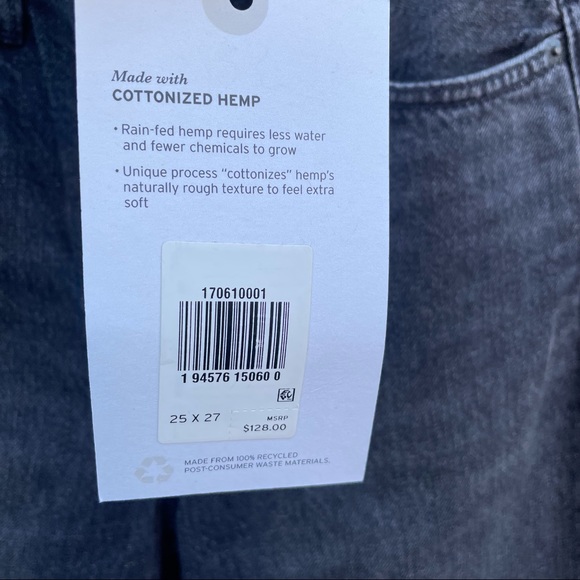 Made with
COTTONIZED HEMP
• Rain-fed hemp requires less water
and fewer chemicals to grow
• Unique process "cottonizes" hemp's
naturally rough texture to feel extra
soft
170610001
1 94576 15060 0
25 X 27
MSRP
$128.00
MADE FROM 100% RECYCLED
POST-CONSUMER WASTE MATERIALS.